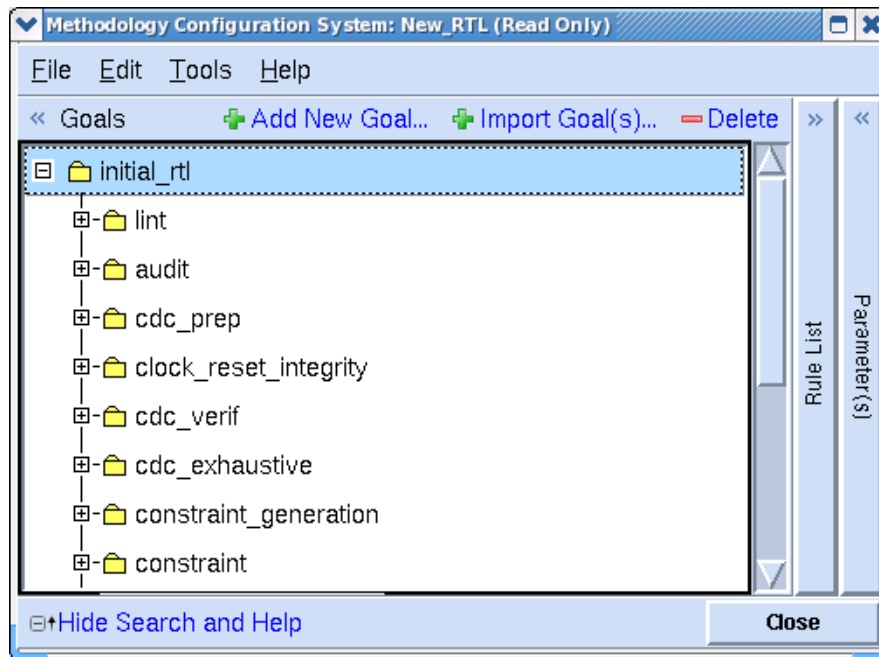 Methodology Configuration System: New_RTL (Read Only)
File Edit Tools Help
« Goals Add New Goal... Import Goal(s)... Delete » «
initial_rtl
lint
audit
cdc_prep
clock_reset_integrity
cdc_verif
cdc_exhaustive
constraint_generation
constraint
Rule List
Parameter(s)
Hide Search and Help Close